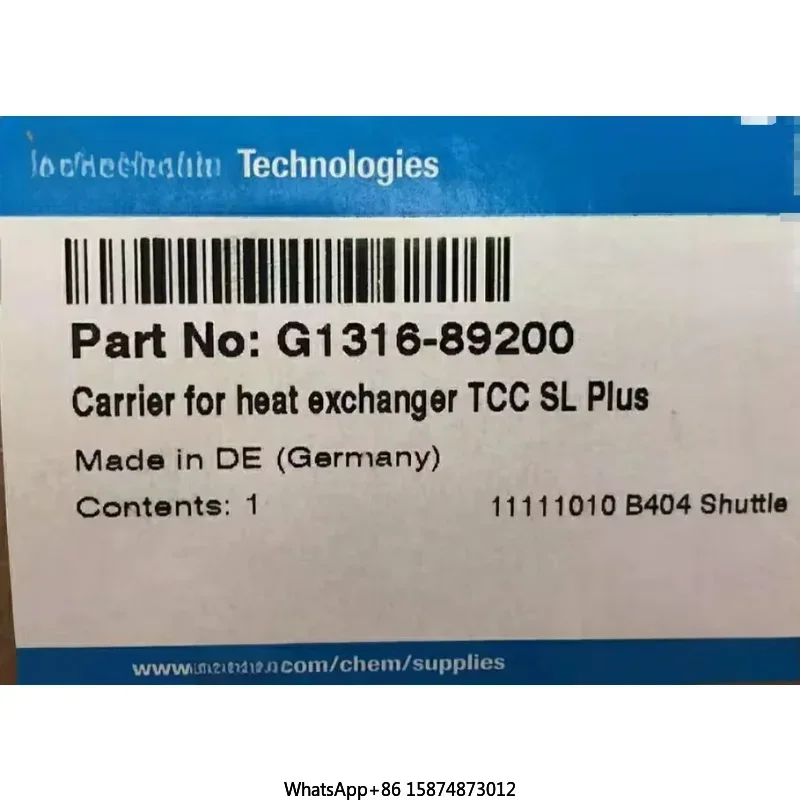 Technologies
Part No: G1316-89200
Carrier for heat exchanger TCC SL Plus
Made in DE (Germany)
Contents: 1
11111010 B404 Shuttle
com/chem/supplies
WhatsApp+86 15874873012